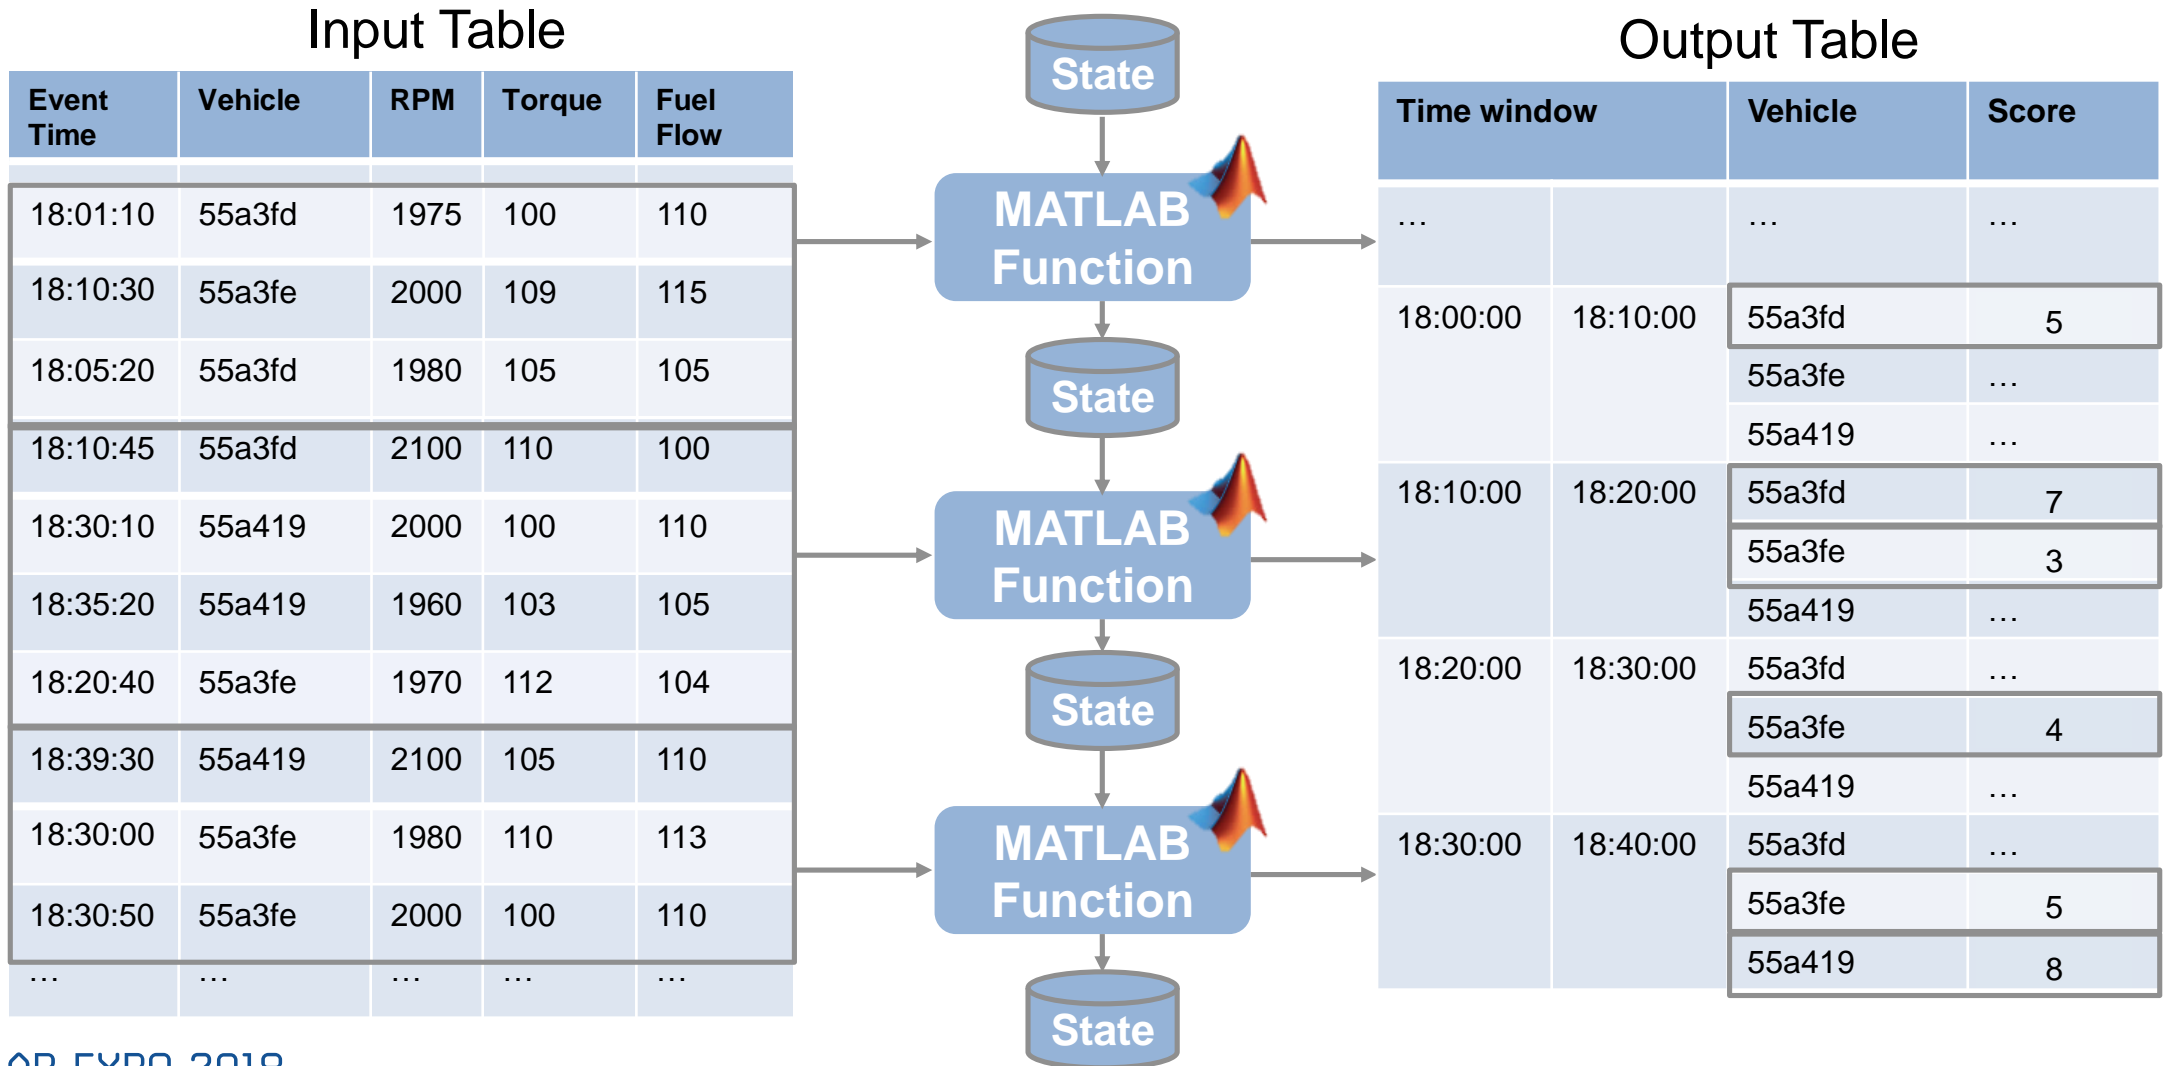 Input Table
Event Time Vehicle RPM Torque Fuel Flow
18:01:10 55a3fd 1975 100 110
18:10:30 55a3fe 2000 109 115
18:05:20 55a3fd 1980 105 105
18:10:45 55a3fd 2100 110 100
18:30:10 55a419 2000 100 110
18:35:20 55a419 1960 103 105
18:20:40 55a3fe 1970 112 104
18:39:30 55a419 2100 105 110
18:30:00 55a3fe 1980 110 113
18:30:50 55a3fe 2000 100 110
… … … … …
State
MATLAB
Function
State
MATLAB
Function
State
MATLAB
Function
State
Output Table
Time window Vehicle Score
… … …
18:00:00 18:10:00 55a3fd 5
55a3fe …
55a419 …
18:10:00 18:20:00 55a3fd 7
55a3fe 3
55a419 …
18:20:00 18:30:00 55a3fd …
55a3fe 4
55a419 …
18:30:00 18:40:00 55a3fd …
55a3fe 5
55a419 8
EXPO 2019